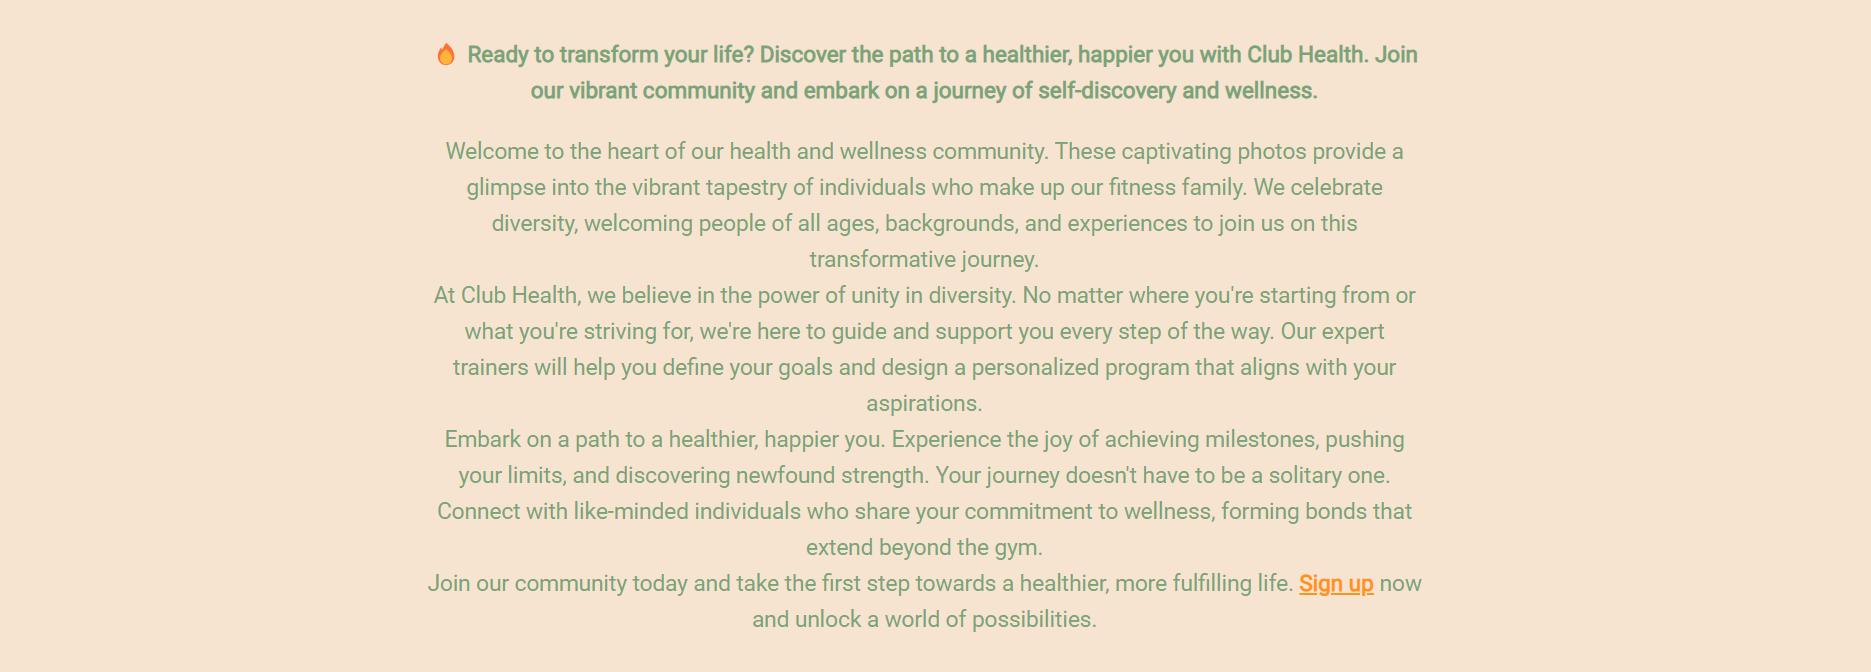 🔥 Ready to transform your life? Discover the path to a healthier, happier you with Club Health. Join
our vibrant community and embark on a journey of self-discovery and wellness.
Welcome to the heart of our health and wellness community. These captivating photos provide a
glimpse into the vibrant tapestry of individuals who make up our fitness family. We celebrate
diversity, welcoming people of all ages, backgrounds, and experiences to join us on this
transformative journey.
At Club Health, we believe in the power of unity in diversity. No matter where you're starting from or
what you're striving for, we're here to guide and support you every step of the way. Our expert
trainers will help you define your goals and design a personalized program that aligns with your
aspirations.
Embark on a path to a healthier, happier you. Experience the joy of achieving milestones, pushing
your limits, and discovering newfound strength. Your journey doesn't have to be a solitary one.
Connect with like-minded individuals who share your commitment to wellness, forming bonds that
extend beyond the gym.
Join our community today and take the first step towards a healthier, more fulfilling life. Sign up now
and unlock a world of possibilities.